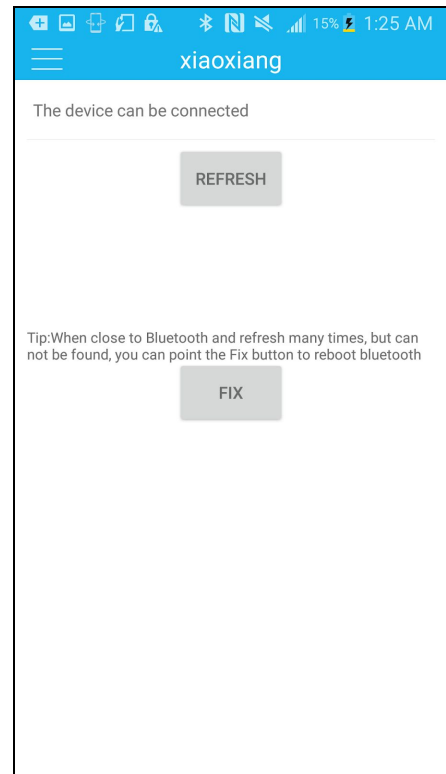 15% 1:25 AM
xiaoxiang
The device can be connected
REFRESH
Tip:When close to Bluetooth and refresh many times, but can
not be found, you can point the Fix button to reboot bluetooth
FIX